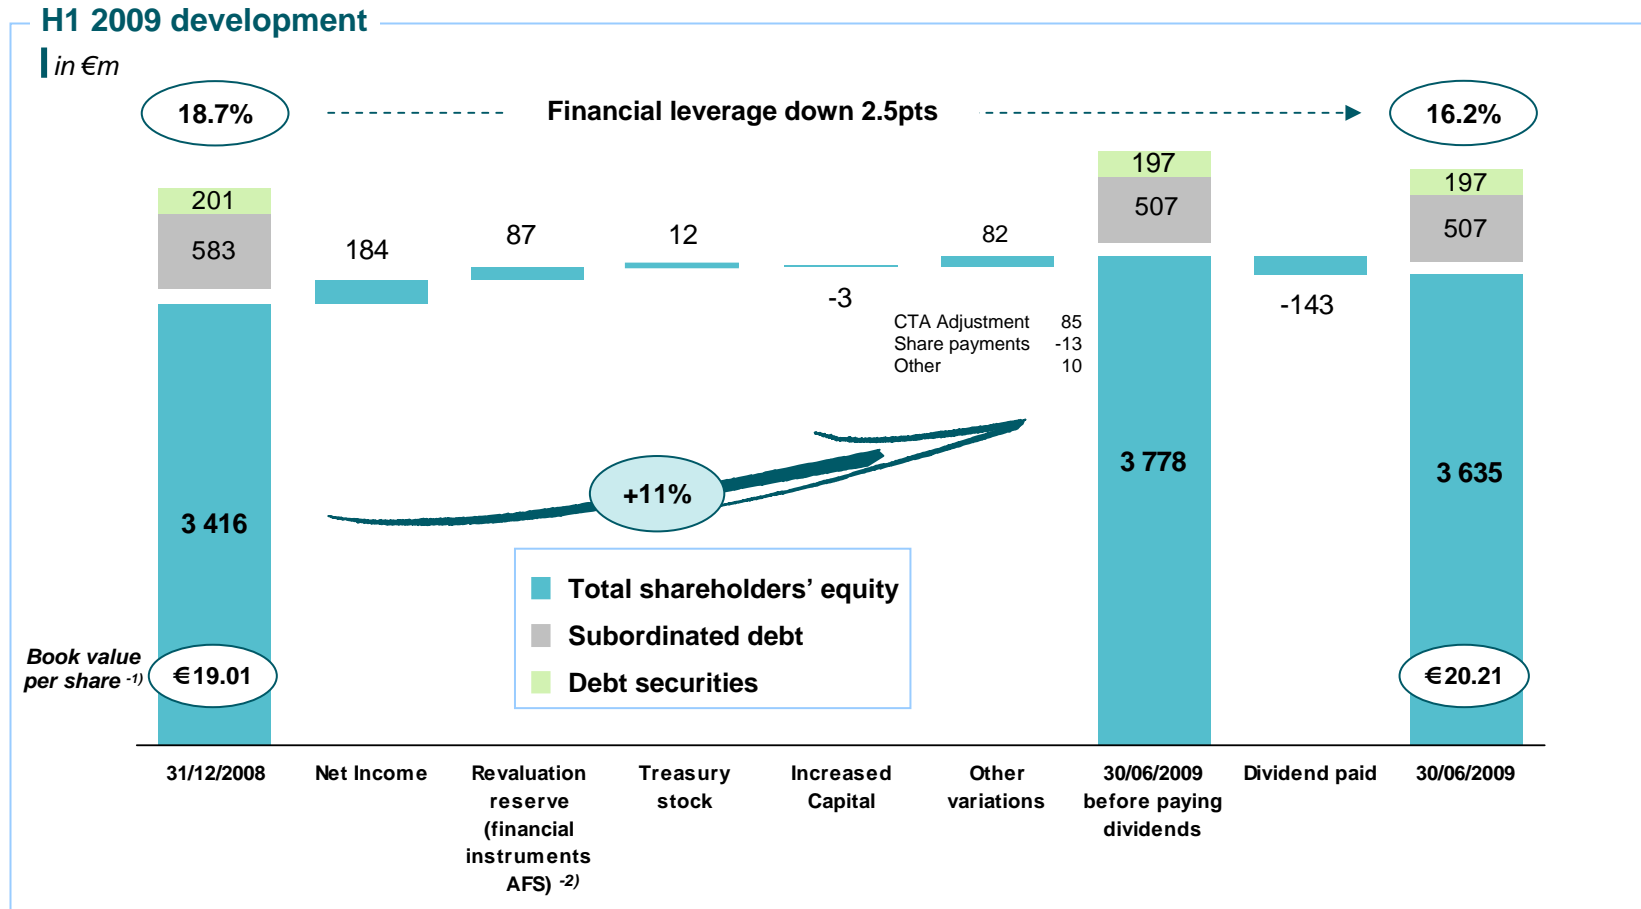 H1 2009 development
in €m
18.7%
Financial leverage down 2.5pts
16.2%
201
583
184
87
12
-3
82
197
507
-143
197
507
CTA Adjustment 85
Share payments -13
Other 10
+11%
3 416
3 778
3 635
Total shareholders’ equity
Subordinated debt
Debt securities
Book value
per share -1)
€19.01
€20.21
31/12/2008
Net Income
Revaluation
reserve
(financial
instruments
AFS) -2)
Treasury
stock
Increased
Capital
Other
variations
30/06/2009
before paying
dividends
Dividend paid
30/06/2009